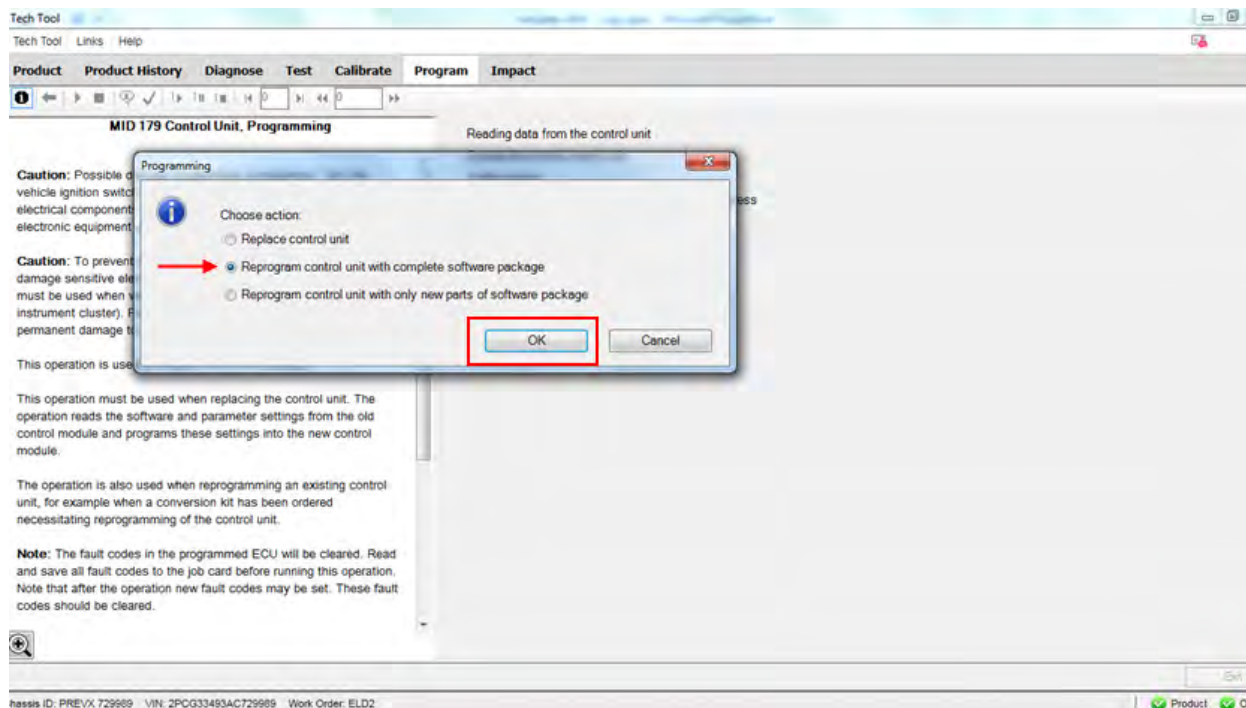 Tech Tool
Tech Tool Links Help
Product Product History Diagnose Test Calibrate Program Impact
0 0
MID 179 Control Unit, Programming
Reading data from the control unit
Caution: Possible d
vehicle ignition switc
electrical component
electronic equipment
ess
Caution: To prevent
damage sensitive ele
must be used when v
instrument cluster). F
permanent damage t
This operation is use
Programming
Choose action:
Replace control unit
Reprogram control unit with complete software package
Reprogram control unit with only new parts of software package
OK Cancel
This operation must be used when replacing the control unit. The
operation reads the software and parameter settings from the old
control module and programs these settings into the new control
module.
The operation is also used when reprogramming an existing control
unit, for example when a conversion kit has been ordered
necessitating reprogramming of the control unit.
Note: The fault codes in the programmed ECU will be cleared. Read
and save all fault codes to the job card before running this operation.
Note that after the operation new fault codes may be set. These fault
codes should be cleared.
Exit
hassis ID: PREVX 729989 VIN: 2PCG33493AC729989 Work Order: ELD2 Product